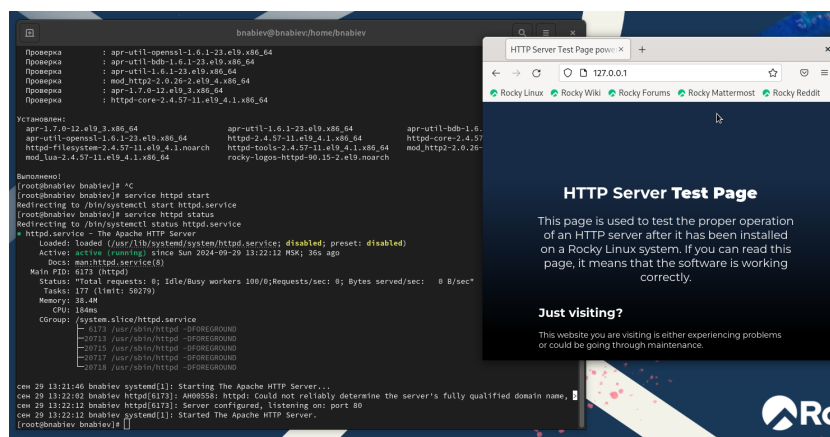 bnabiev@bnabiev:/home/bnabiev
Проверка : apr-util-openssl-1.6.1-23.el9.x86_64
Проверка : apr-util-bdb-1.6.1-23.el9.x86_64
Проверка : apr-util-1.6.1-23.el9.x86_64
Проверка : mod_http2-2.0.26-2.el9_4.x86_64
Проверка : apr-1.7.0-12.el9_3.x86_64
Проверка : httpd-core-2.4.57-11.el9_4.1.x86_64
Установлен:
apr-1.7.0-12.el9_3.x86_64 apr-util-1.6.1-23.el9.x86_64 apr-util-bdb-1.6.
apr-util-openssl-1.6.1-23.el9.x86_64 httpd-2.4.57-11.el9_4.1.x86_64 httpd-core-2.4.57
httpd-filesystem-2.4.57-11.el9_4.1.noarch httpd-tools-2.4.57-11.el9_4.1.x86_64 mod_http2-2.0.26-
mod_lua-2.4.57-11.el9_4.1.x86_64 rocky-logos-httpd-90.15-2.el9.noarch
Выполнено!
[root@bnabiev bnabiev]# ^C
[root@bnabiev bnabiev]# service httpd start
Redirecting to /bin/systemctl start httpd.service
[root@bnabiev bnabiev]# service httpd status
Redirecting to /bin/systemctl status httpd.service
● httpd.service - The Apache HTTP Server
Loaded: loaded (/usr/lib/systemd/system/httpd.service; disabled; preset: disabled)
Active: active (running) since Sun 2024-09-29 13:22:12 MSK; 36s ago
Docs: man:httpd.service(8)
Main PID: 6173 (httpd)
Status: "Total requests: 0; Idle/Busy workers 100/0;Requests/sec: 0; Bytes served/sec: 0 B/sec"
Tasks: 177 (limit: 50279)
Memory: 38.4M
CPU: 184ms
CGroup: /system.slice/httpd.service
├─ 6173 /usr/sbin/httpd -DFOREGROUND
├─20713 /usr/sbin/httpd -DFOREGROUND
├─20715 /usr/sbin/httpd -DFOREGROUND
├─20717 /usr/sbin/httpd -DFOREGROUND
└─20718 /usr/sbin/httpd -DFOREGROUND
сен 29 13:21:46 bnabiev systemd[1]: Starting The Apache HTTP Server...
сен 29 13:22:02 bnabiev httpd[6173]: AH00558: httpd: Could not reliably determine the server's fully qualified domain name, >
сен 29 13:22:12 bnabiev httpd[6173]: Server configured, listening on: port 80
сен 29 13:22:12 bnabiev systemd[1]: Started The Apache HTTP Server.
[root@bnabiev bnabiev]#
HTTP Server Test Page power
127.0.0.1
Rocky Linux Rocky Wiki Rocky Forums Rocky Mattermost Rocky Reddit
HTTP Server Test Page
This page is used to test the proper operation
of an HTTP server after it has been installed
on a Rocky Linux system. If you can read this
page, it means that the software is working
correctly.
Just visiting?
This website you are visiting is either experiencing problems
or could be going through maintenance.
Ro